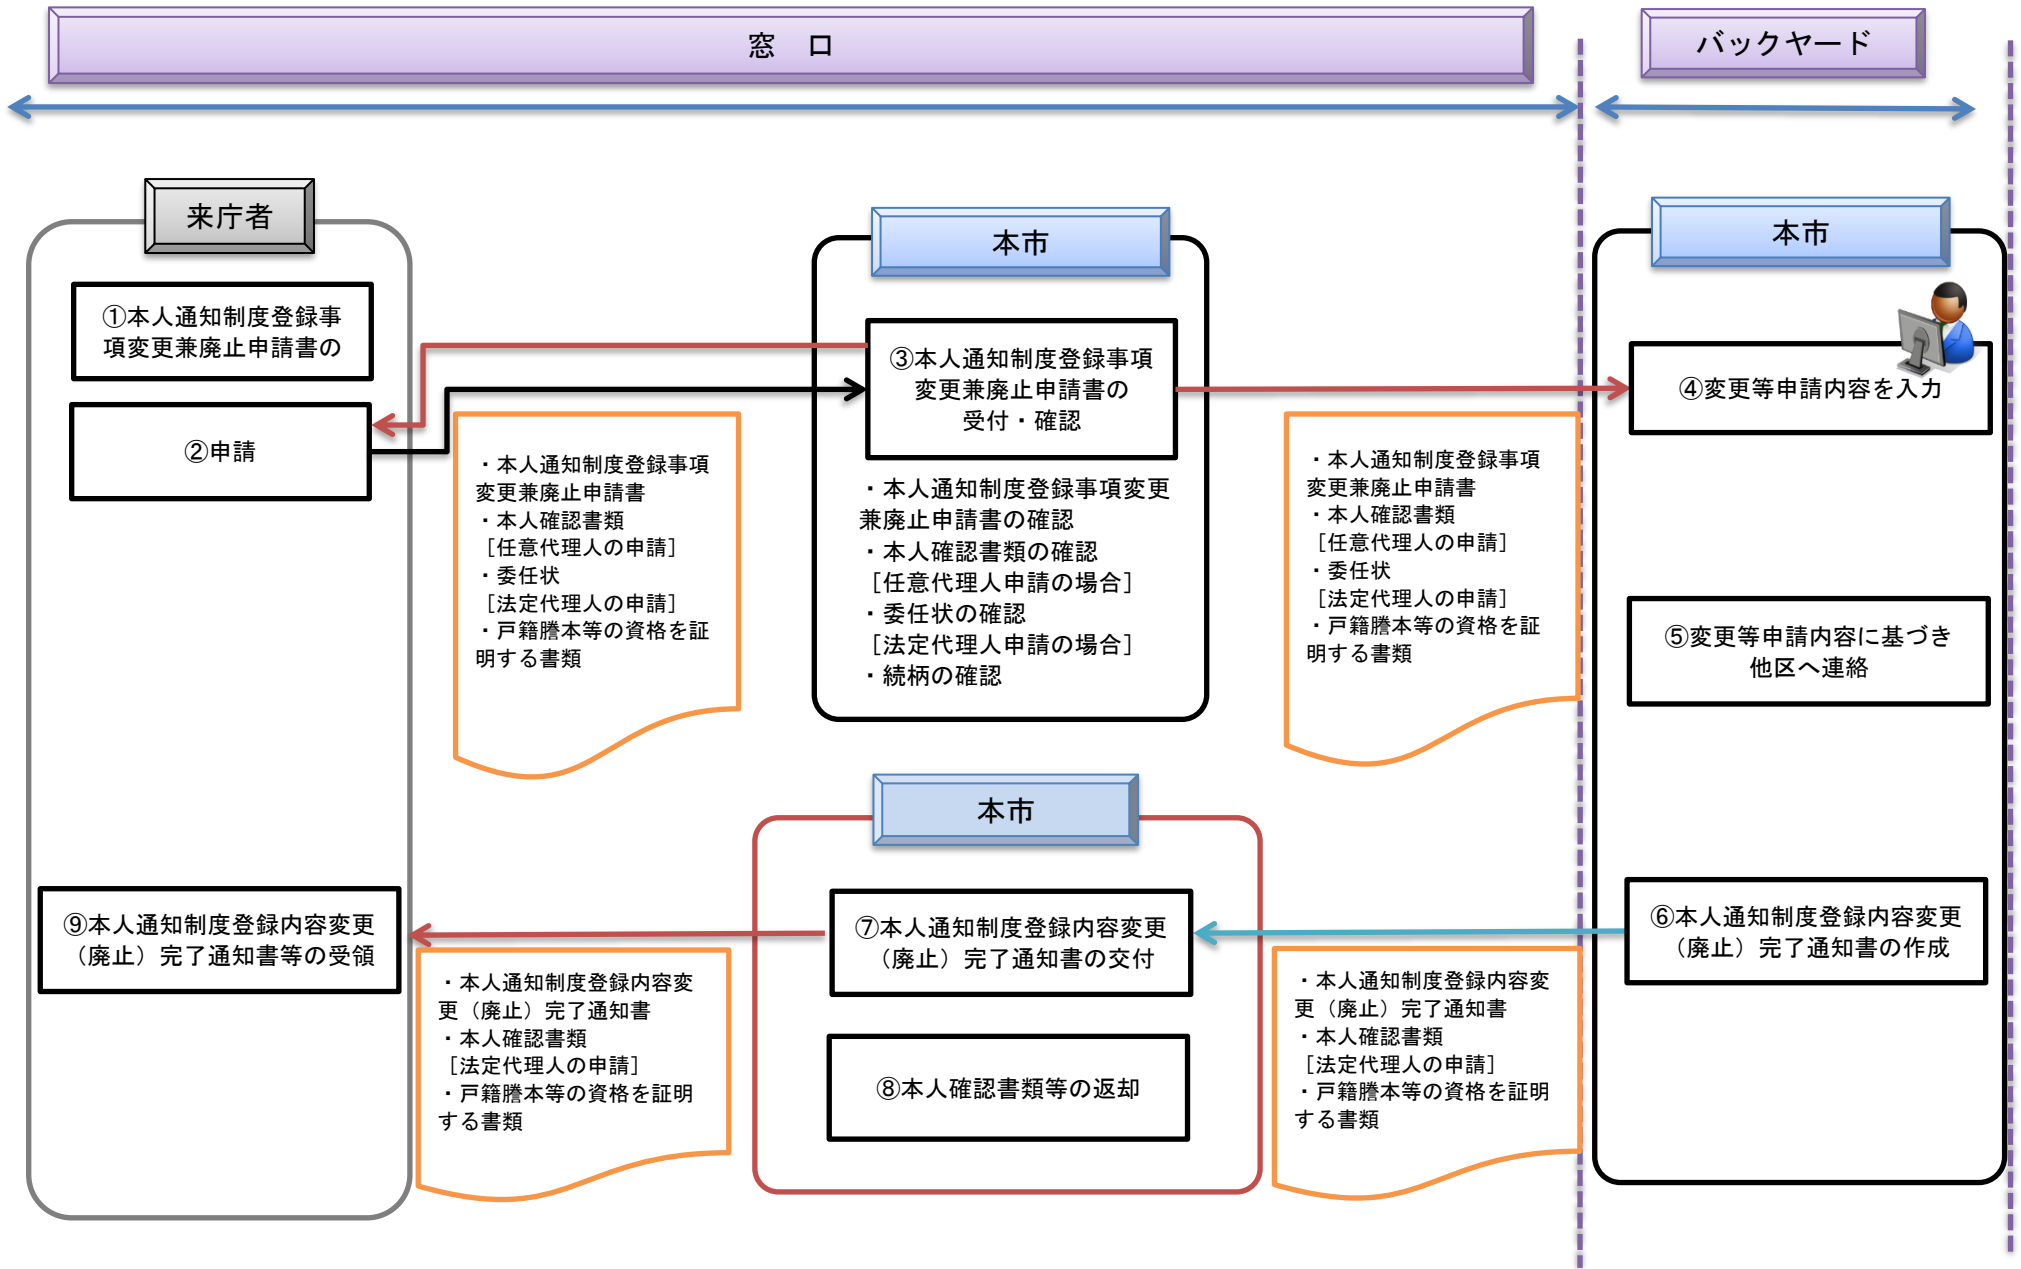 窓　口
バックヤード
来庁者
①本人通知制度登録事
項変更兼廃止申請書の
②申請
・本人通知制度登録事項
変更兼廃止申請書
・本人確認書類
［任意代理人の申請］
・委任状
［法定代理人の申請］
・戸籍謄本等の資格を証
明する書類
本市
③本人通知制度登録事項
変更兼廃止申請書の
受付・確認
・本人通知制度登録事項変更
兼廃止申請書の確認
・本人確認書類の確認
［任意代理人申請の場合］
・委任状の確認
［法定代理人申請の場合］
・続柄の確認
・本人通知制度登録事項
変更兼廃止申請書
・本人確認書類
［任意代理人の申請］
・委任状
［法定代理人の申請］
・戸籍謄本等の資格を証
明する書類
本市
④変更等申請内容を入力
⑤変更等申請内容に基づき
他区へ連絡
⑥本人通知制度登録内容変更
（廃止）完了通知書の作成
・本人通知制度登録内容変
更（廃止）完了通知書
・本人確認書類
［法定代理人の申請］
・戸籍謄本等の資格を証明
する書類
本市
⑦本人通知制度登録内容変更
（廃止）完了通知書の交付
⑧本人確認書類等の返却
・本人通知制度登録内容変
更（廃止）完了通知書
・本人確認書類
［法定代理人の申請］
・戸籍謄本等の資格を証明
する書類
⑨本人通知制度登録内容変更
（廃止）完了通知書等の受領